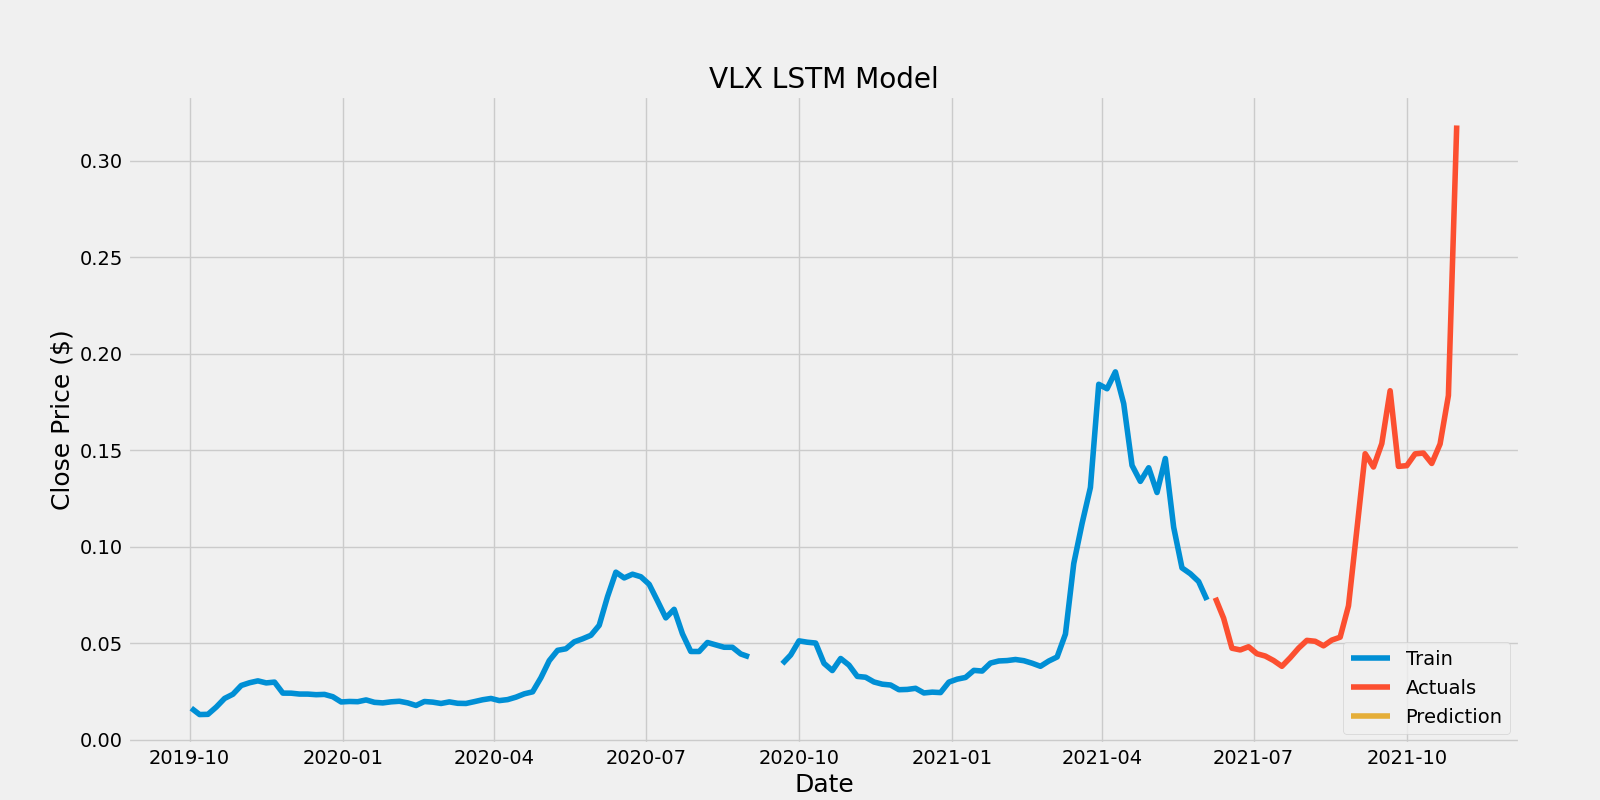 VLX LSTM Model
Close Price ($)
0.30
0.25
0.20
0.15
0.10
0.05
0.00
2019-10 2020-01 2020-04 2020-07 2020-10 2021-01 2021-04 2021-07 2021-10
Date
Train
Actuals
Prediction